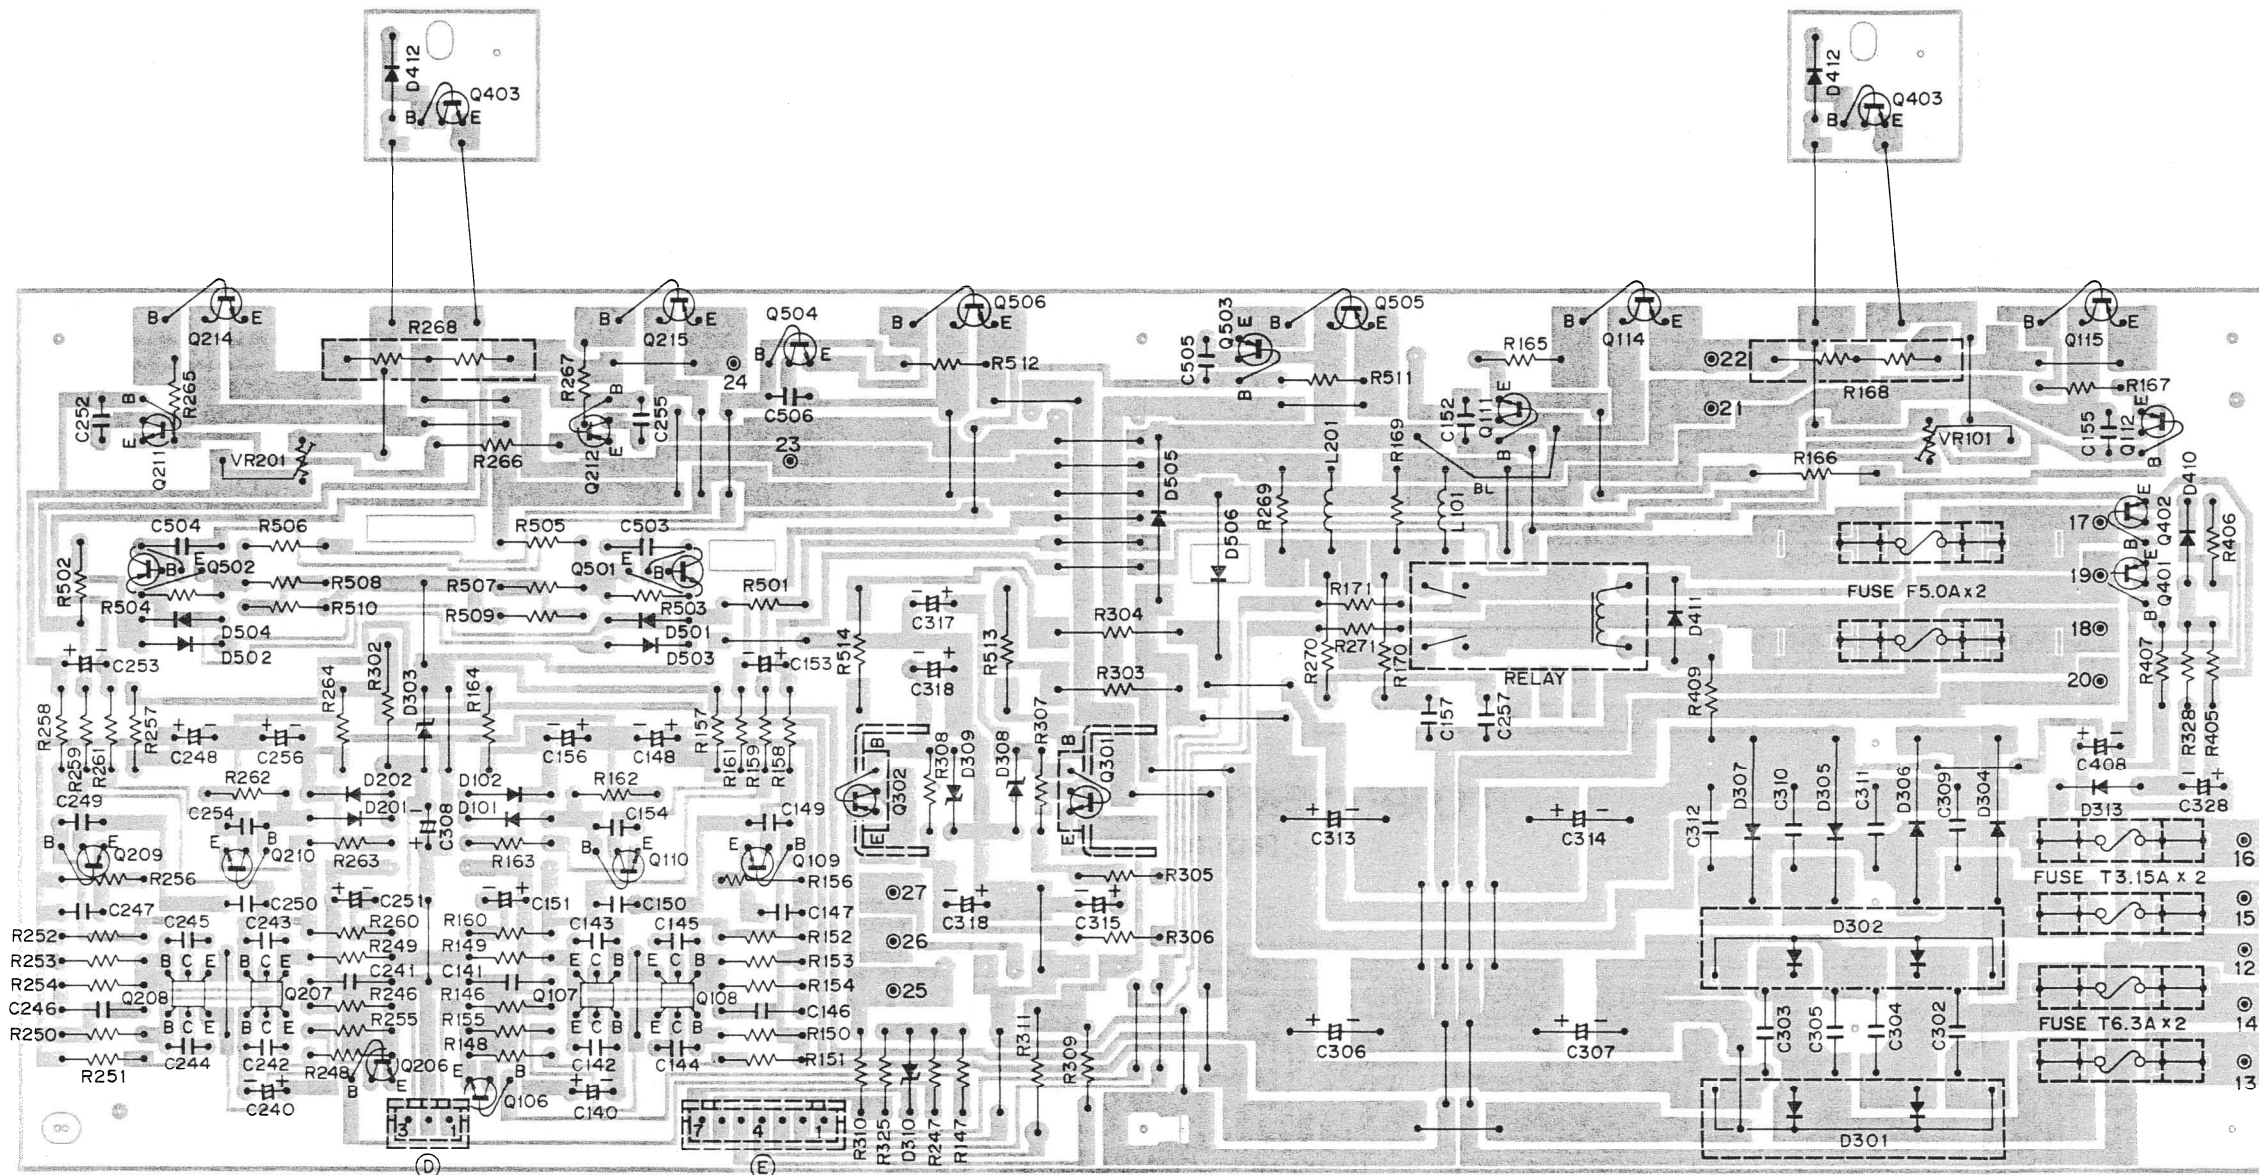 D412
Q403
B
E
D412
Q403
B
E
B
E
Q214
R268
B
E
Q215
Q504
B
E
B
Q506
E
Q503
E
B
B
Q505
E
B
E
Q114
B
E
Q115
C252
B
E
R265
Q211
VR201
R267
B
E
Q212
C255
24
C506
R266
23
R512
C505
R511
R165
22
21
R168
R167
C152
Q111
E
B
VR101
C155
E
Q112
B
L201
R169
BL
R269
L101
R166
D505
D506
D410
E
Q402
B
17
R406
C504
R506
R505
C503
R502
B
E
Q502
R508
R507
Q501
E
B
R501
R504
R510
R509
R503
D504
D501
D502
D503
C317
R304
R171
R271
D411
FUSE F5.0A x 2
19
E
Q401
B
18
20
C253
R264
R302
D303
R164
C153
R514
C318
R513
R303
R270
R170
RELAY
R409
R407
R328
R405
R258
R259
R261
R257
C248
C256
C156
C148
R157
R161
R159
R158
B
Q302
E
R308
D309
D308
R307
B
Q301
E
C157
C257
C408
R262
D202
D102
R162
D201
D101
C308
C249
C254
C154
C149
C313
C314
C312
D307
C310
D305
C311
D306
C309
D304
D313
C328
B
E
Q209
E
B
Q210
R263
R163
B
E
Q110
E
B
Q109
16
R256
R156
R305
FUSE T3.15A x 2
27
C247
C250
C251
C151
C150
C147
C318
C315
15
R252
C245
C243
R260
R160
C143
C145
R152
26
R306
D302
R253
B C E
E C B
R249
R149
E C B
B C E
R153
12
R254
C241
C141
R154
25
C246
Q208
Q207
R246
R146
Q107
Q108
C146
14
R250
B C E
B C E
R255
R155
E C B
E C B
R150
FUSE T6.3A x 2
R251
C244
C242
R248
R148
C142
C144
R151
R311
R309
C306
C307
C303
C305
C304
C302
13
C240
B
E
Q206
E
B
Q106
C140
3 1
7 4 1
R310
R325
D310
R247
R147
D301
D
E